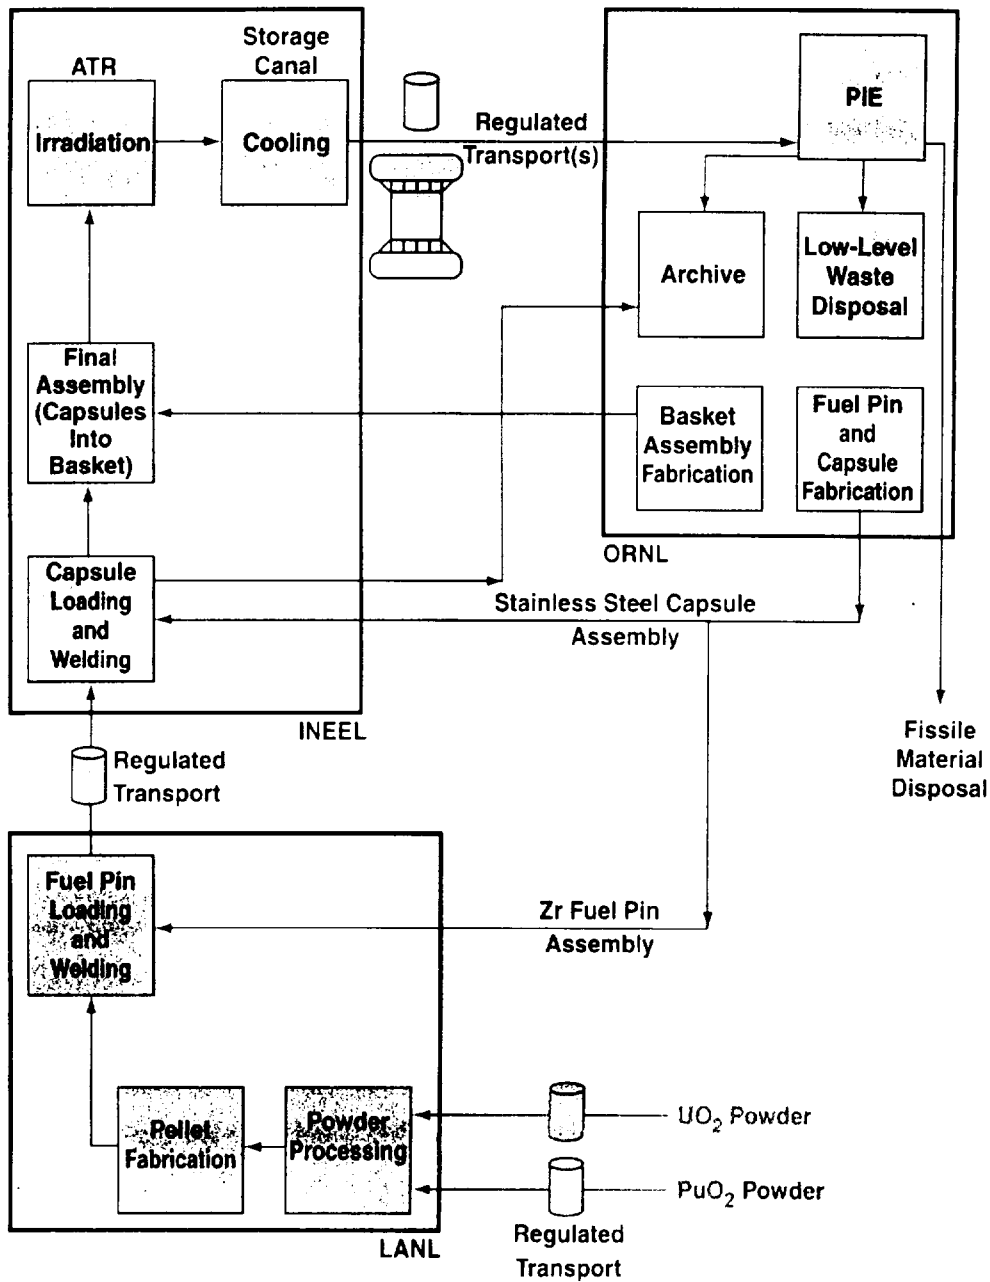 ATR
Storage
Canal
Irradiation
Cooling
Regulated
Transport(s)
PIE
Archive
Low-Level
Waste
Disposal
Final
Assembly
(Capsules
Into
Basket)
Basket
Assembly
Fabrication
Fuel Pin
and
Capsule
Fabrication
ORNL
Capsule
Loading
and
Welding
Stainless Steel Capsule
Assembly
INEEL
Fissile
Material
Disposal
Regulated
Transport
Fuel Pin
Loading
and
Welding
Zr Fuel Pin
Assembly
Pellet
Fabrication
Powder
Processing
UO₂ Powder
PuO₂ Powder
Regulated
Transport
LANL